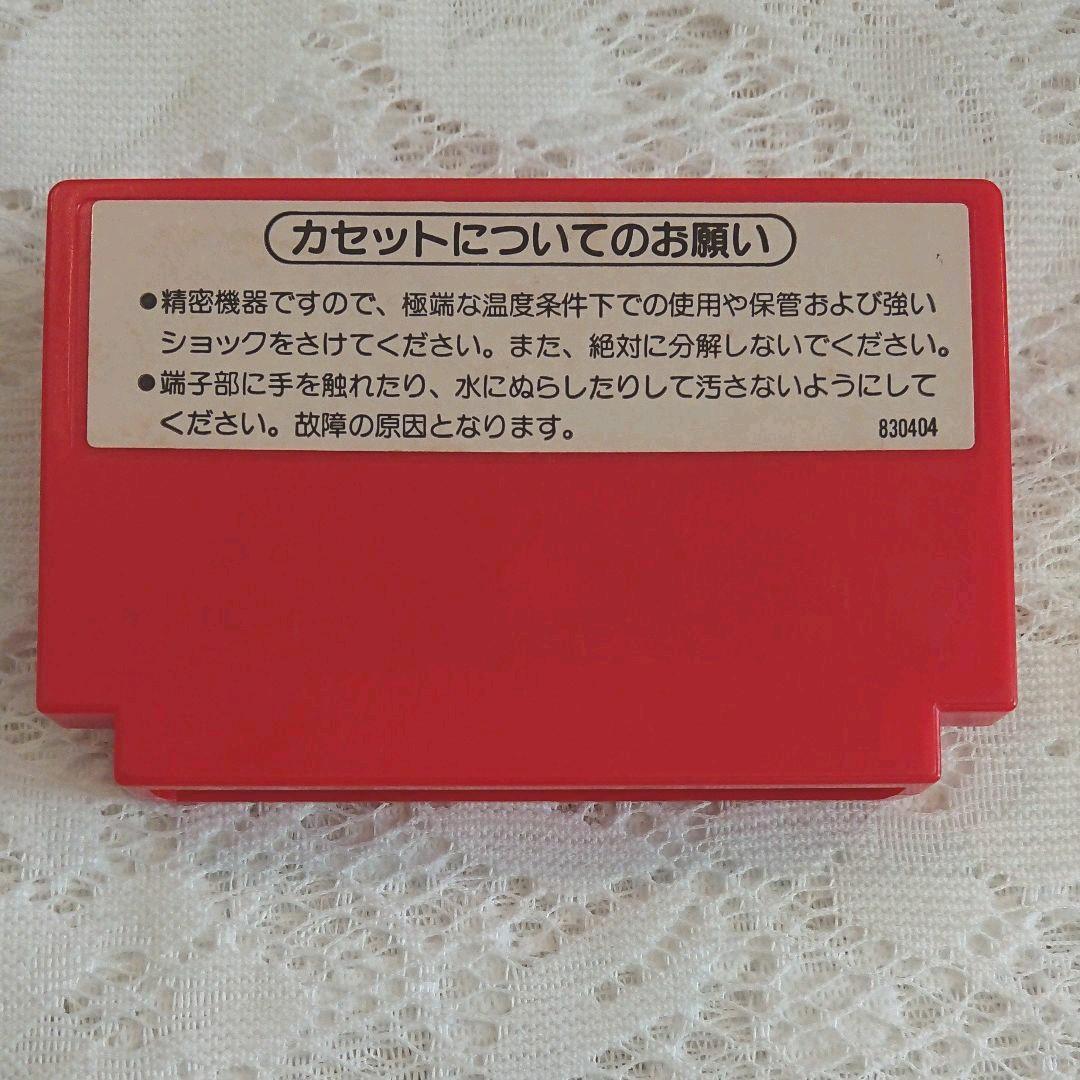 カセットについてのお願い
●精密機器ですので、極端な温度条件下での使用や保管および強い
ショックをさけてください。また、絶対に分解しないでください。
●端子部に手を触れたり、水にぬらしたりして汚さないようにして
ください。故障の原因となります。
830404